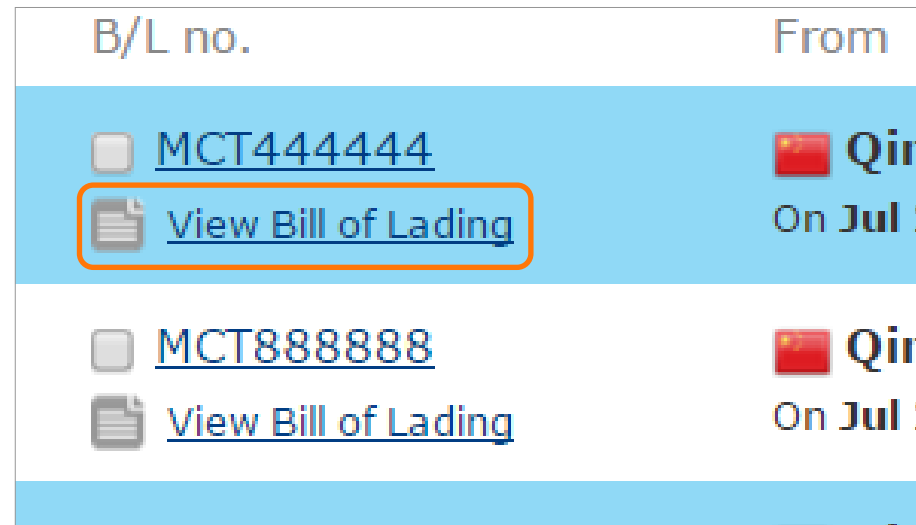 B/L no. From
MCT444444
View Bill of Lading
On Jul
MCT888888
View Bill of Lading
On Jul